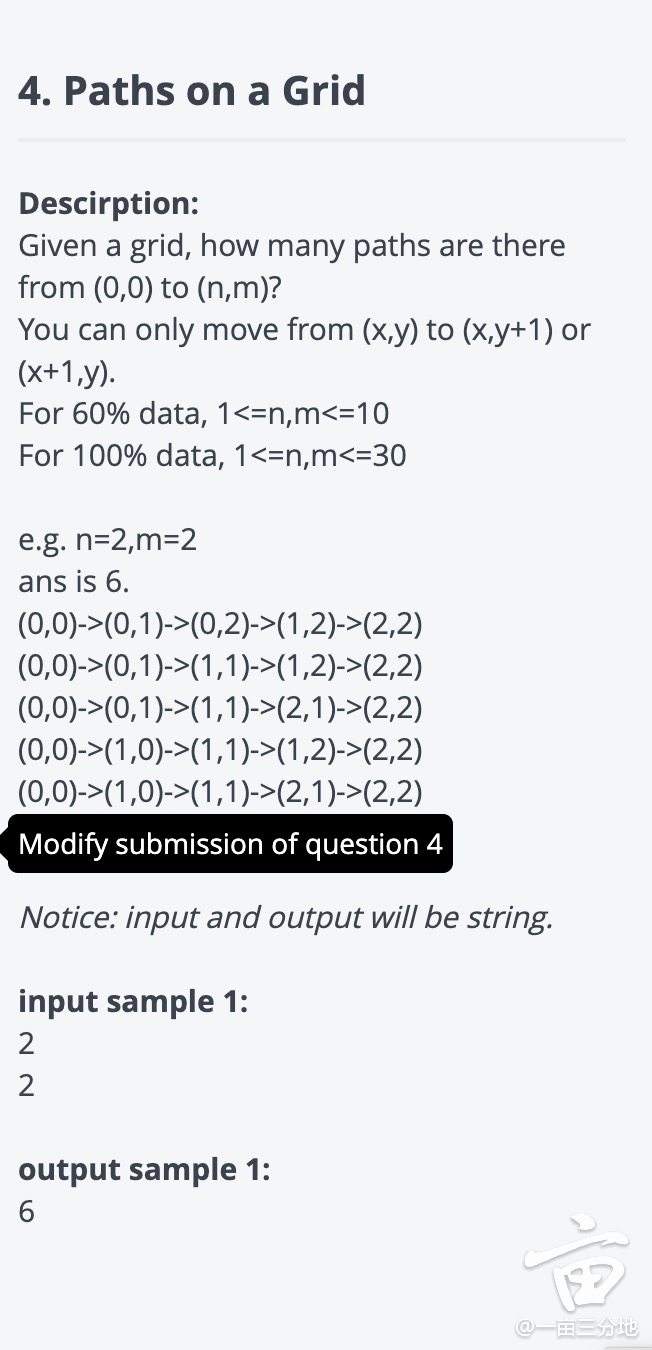 4. Paths on a Grid
Descirption:
Given a grid, how many paths are there
from (0,0) to (n,m)?
You can only move from (x,y) to (x,y+1) or
(x+1,y).
For 60% data, 1<=n,m<=10
For 100% data, 1<=n,m<=30
e.g. n=2,m=2
ans is 6.
(0,0)->(0,1)->(0,2)->(1,2)->(2,2)
(0,0)->(0,1)->(1,1)->(1,2)->(2,2)
(0,0)->(0,1)->(1,1)->(2,1)->(2,2)
(0,0)->(1,0)->(1,1)->(1,2)->(2,2)
(0,0)->(1,0)->(1,1)->(2,1)->(2,2)
Modify submission of question 4
Notice: input and output will be string.
input sample 1:
2
2
output sample 1:
6
亩
@一亩三分地